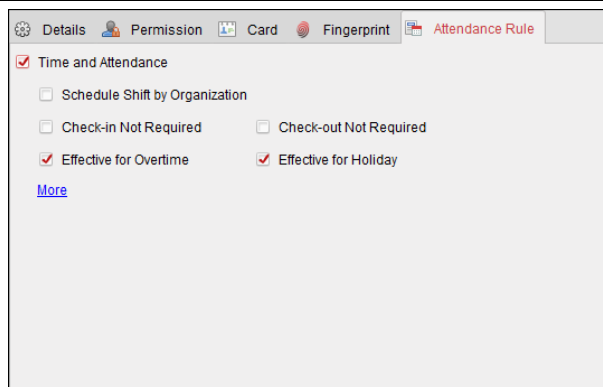 Details Permission Card Fingerprint Attendance Rule
Time and Attendance
Schedule Shift by Organization
Check-in Not Required Check-out Not Required
Effective for Overtime Effective for Holiday
More